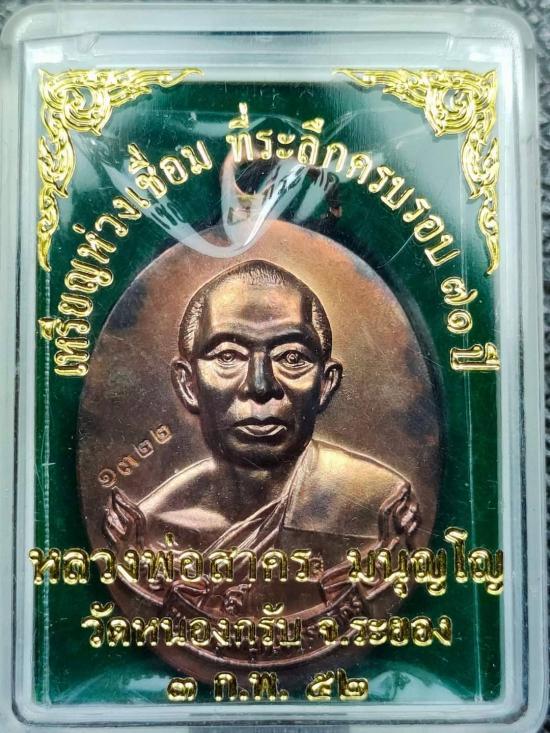 เหรียญห่วงเชื่อม ที่ระลึกครบรอบ ๗๑ ปี
๑๓๒๒
หลวงพ่อสาคร มนุญโญ
วัดหนองกรับ จ.ระยอง
๓ ก.พ. ๕๒